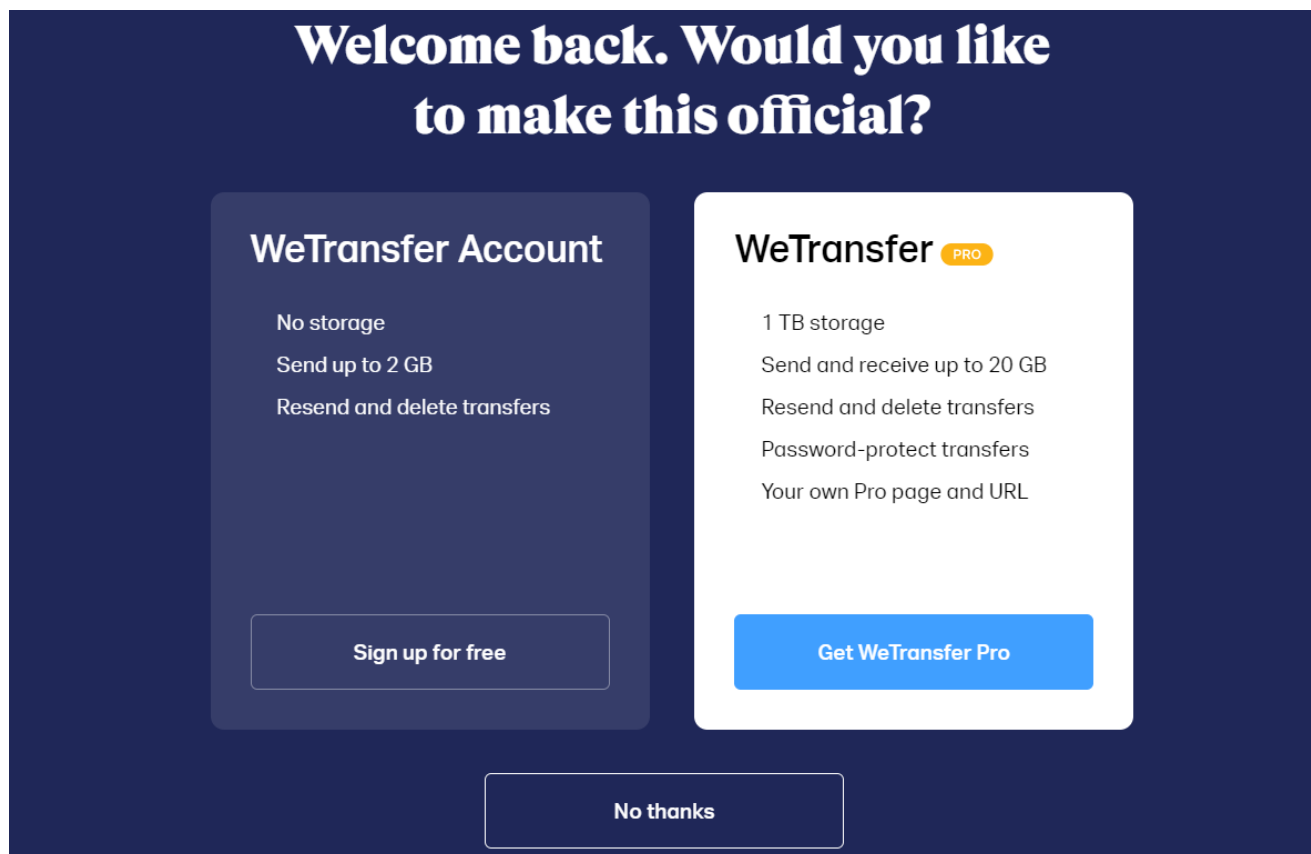 Welcome back. Would you like
to make this official?
WeTransfer Account
No storage
Send up to 2 GB
Resend and delete transfers
Sign up for free
WeTransfer PRO
1 TB storage
Send and receive up to 20 GB
Resend and delete transfers
Password-protect transfers
Your own Pro page and URL
Get WeTransfer Pro
No thanks